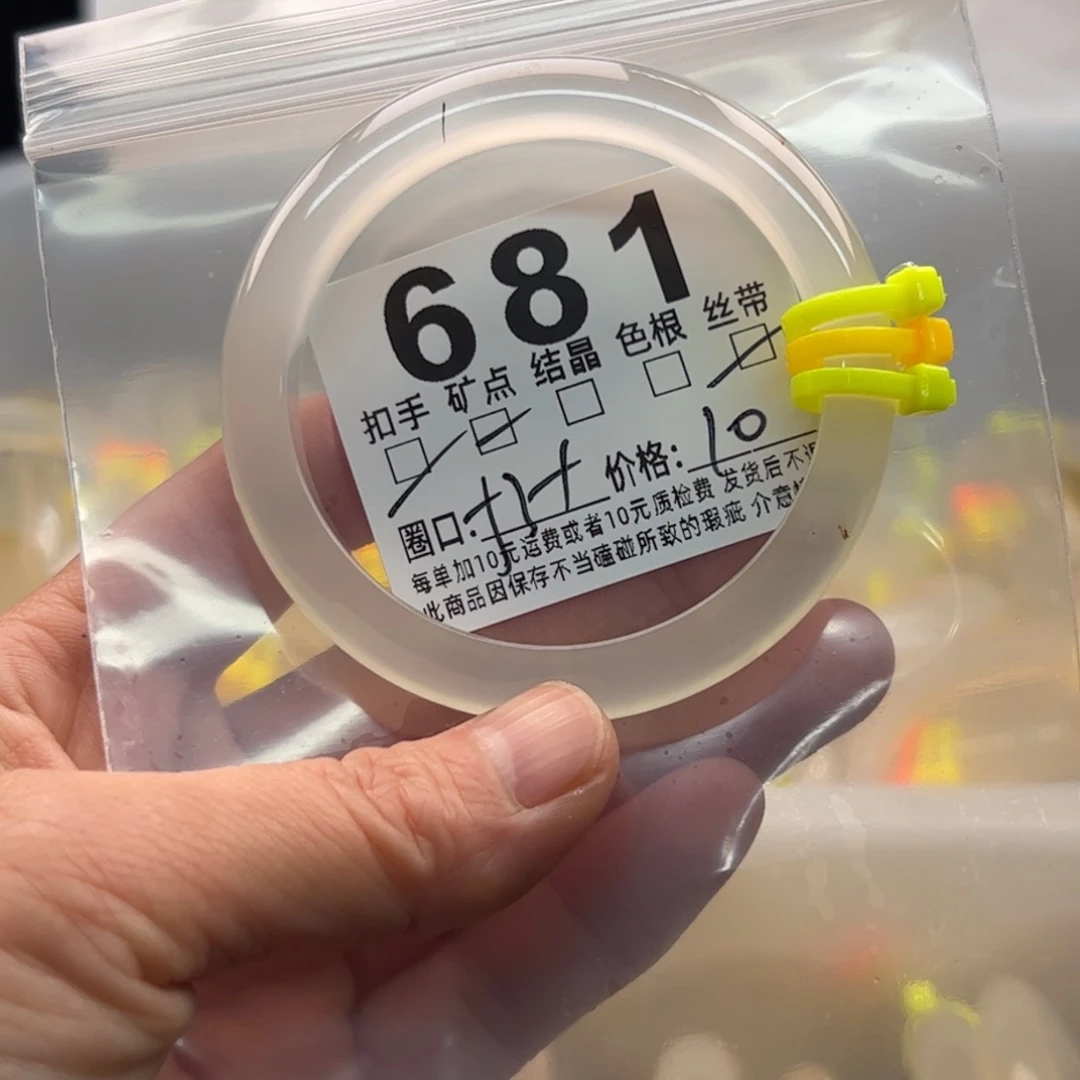 681
扣手 矿点 结晶 色根 丝带
圈口: 价格: 10
每单加10元运费或者10元质检费 发货后不
此商品因保存不当磕碰所致的瑕疵 介意